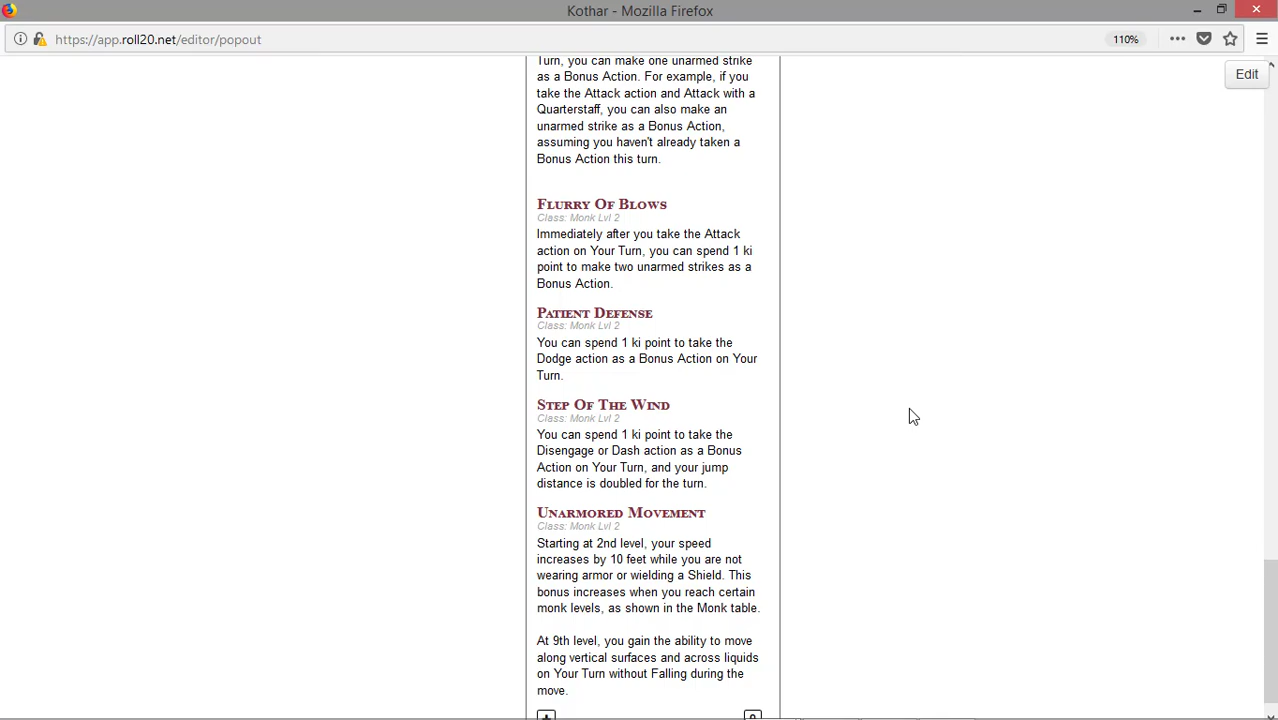 Kothar - Mozilla Firefox
https://app.roll20.net/editor/popout
110%
Edit
Turn, you can make one unarmed strike
as a Bonus Action. For example, if you
take the Attack action and Attack with a
Quarterstaff, you can also make an
unarmed strike as a Bonus Action,
assuming you haven't already taken a
Bonus Action this turn.
Flurry Of Blows
Class: Monk Lvl 2
Immediately after you take the Attack
action on Your Turn, you can spend 1 ki
point to make two unarmed strikes as a
Bonus Action.
Patient Defense
Class: Monk Lvl 2
You can spend 1 ki point to take the
Dodge action as a Bonus Action on Your
Turn.
Step Of The Wind
Class: Monk Lvl 2
You can spend 1 ki point to take the
Disengage or Dash action as a Bonus
Action on Your Turn, and your jump
distance is doubled for the turn.
Unarmored Movement
Class: Monk Lvl 2
Starting at 2nd level, your speed
increases by 10 feet while you are not
wearing armor or wielding a Shield. This
bonus increases when you reach certain
monk levels, as shown in the Monk table.
At 9th level, you gain the ability to move
along vertical surfaces and across liquids
on Your Turn without Falling during the
move.